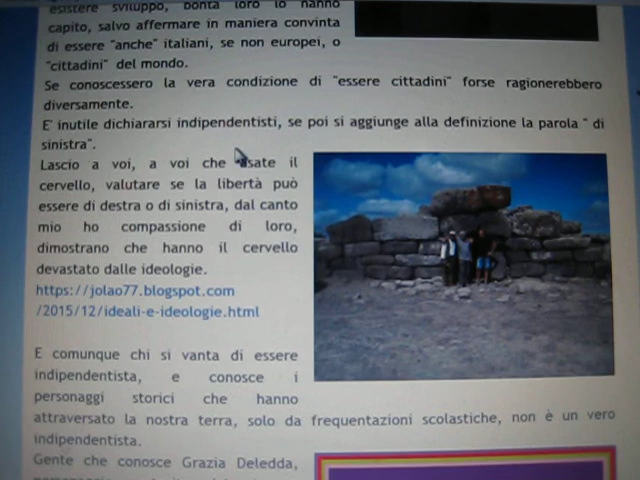 esistere sviluppo, bontà loro lo hanno
capito, salvo affermare in maniera convinta
di essere "anche" italiani, se non europei, o
"cittadini" del mondo.
Se conoscessero la vera condizione di "essere cittadini" forse ragionerebbero
diversamente.
E' inutile dichiararsi indipendentisti, se poi si aggiunge alla definizione la parola " di
sinistra".
Lascio a voi, a voi che usate il
cervello, valutare se la libertà può
essere di destra o di sinistra, dal canto
mio ho compassione di loro,
dimostrano che hanno il cervello
devastato dalle ideologie.
https://jolao77.blogspot.com
/2015/12/ideali-e-ideologie.html
E comunque chi si vanta di essere
indipendentista, e conosce i
personaggi storici che hanno
attraversato la nostra terra, solo da frequentazioni scolastiche, non è un vero
indipendentista.
Gente che conosce Grazia Deledda,